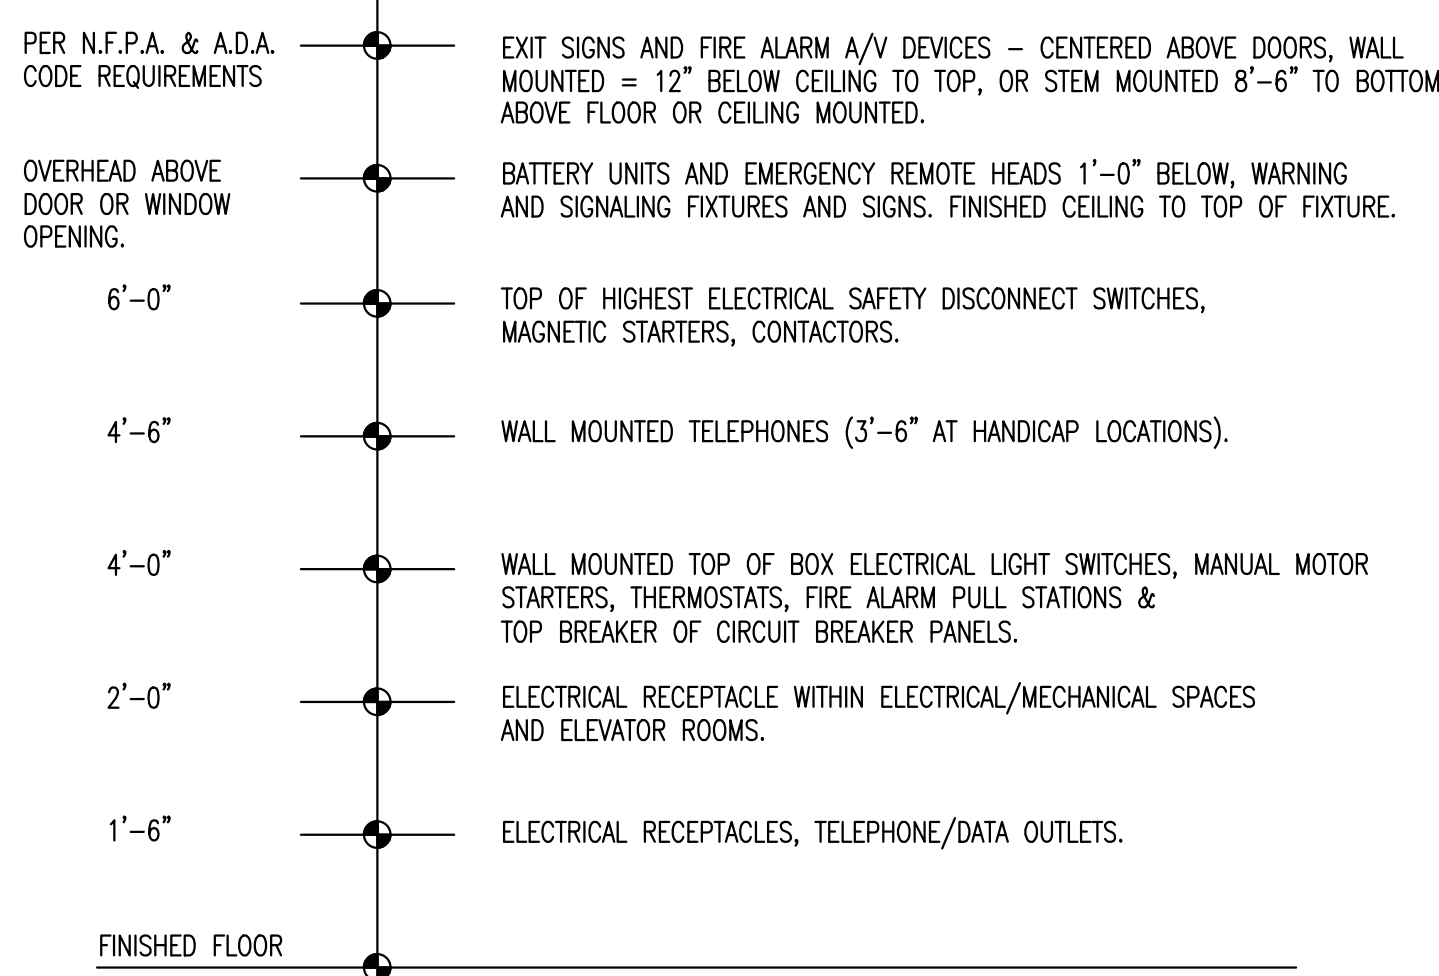 PER N.F.P.A. & A.D.A.
CODE REQUIREMENTS
EXIT SIGNS AND FIRE ALARM A/V DEVICES – CENTERED ABOVE DOORS, WALL
MOUNTED = 12" BELOW CEILING TO TOP, OR STEM MOUNTED 8'–6" TO BOTTOM
ABOVE FLOOR OR CEILING MOUNTED.
OVERHEAD ABOVE
DOOR OR WINDOW
OPENING.
BATTERY UNITS AND EMERGENCY REMOTE HEADS 1'–0" BELOW, WARNING
AND SIGNALING FIXTURES AND SIGNS. FINISHED CEILING TO TOP OF FIXTURE.
6'–0"
TOP OF HIGHEST ELECTRICAL SAFETY DISCONNECT SWITCHES,
MAGNETIC STARTERS, CONTACTORS.
4'–6"
WALL MOUNTED TELEPHONES (3'–6" AT HANDICAP LOCATIONS).
4'–0"
WALL MOUNTED TOP OF BOX ELECTRICAL LIGHT SWITCHES, MANUAL MOTOR
STARTERS, THERMOSTATS, FIRE ALARM PULL STATIONS &
TOP BREAKER OF CIRCUIT BREAKER PANELS.
2'–0"
ELECTRICAL RECEPTACLE WITHIN ELECTRICAL/MECHANICAL SPACES
AND ELEVATOR ROOMS.
1'–6"
ELECTRICAL RECEPTACLES, TELEPHONE/DATA OUTLETS.
FINISHED FLOOR